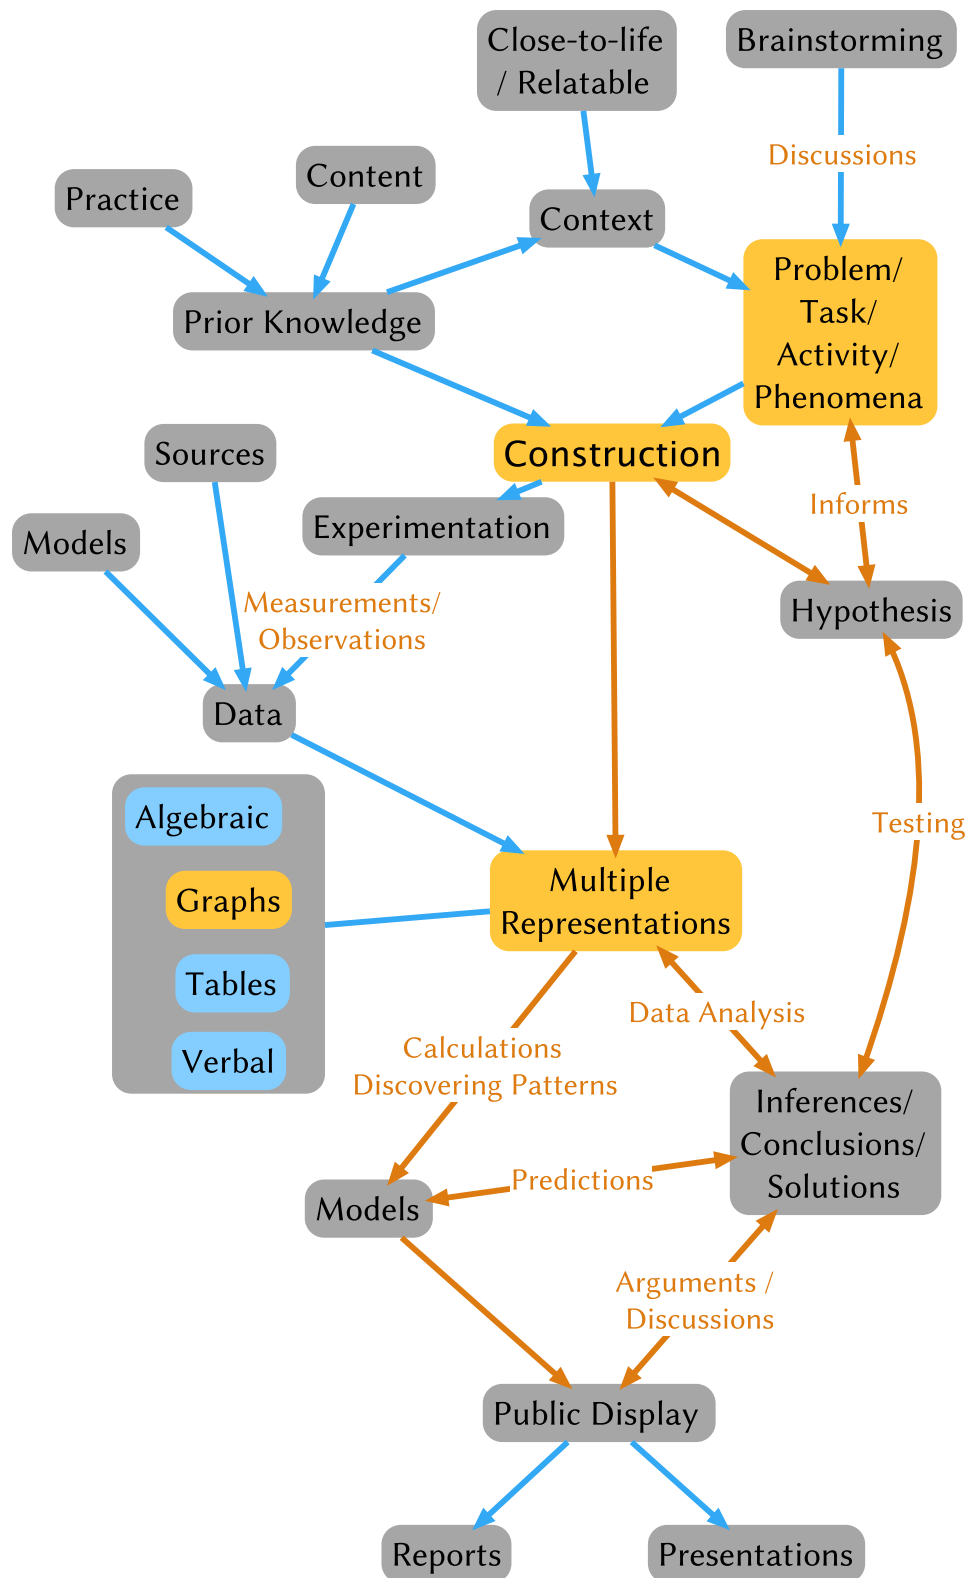 Close-to-life
/ Relatable
Brainstorming
Discussions
Content
Practice
Context
Problem/
Task/
Activity/
Phenomena
Prior Knowledge
Construction
Sources
Informs
Experimentation
Models
Measurements/
Observations
Hypothesis
Data
Algebraic
Testing
Multiple
Representations
Graphs
Tables
Data Analysis
Verbal
Calculations
Discovering Patterns
Inferences/
Conclusions/
Solutions
Predictions
Models
Arguments /
Discussions
Public Display
Reports
Presentations